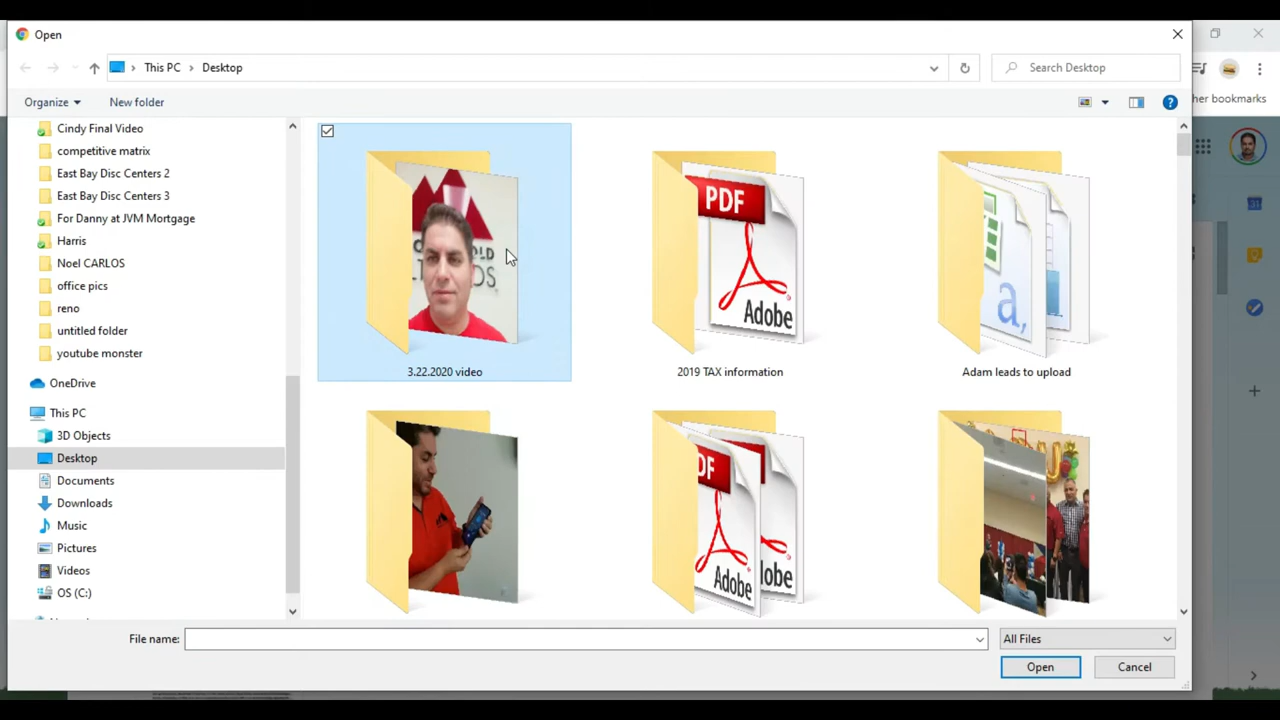 Open
This PC > Desktop
Search Desktop
Organize
New folder
her bookmarks
Cindy Final Video
competitive matrix
East Bay Disc Centers 2
East Bay Disc Centers 3
For Danny at JVM Mortgage
Harris
Noel CARLOS
office pics
reno
untitled folder
youtube monster
OneDrive
This PC
3D Objects
Desktop
Documents
Downloads
Music
Pictures
Videos
OS (C:)
PDF
Adobe
a,
3.22.2020 video
2019 TAX information
Adam leads to upload
DF
Adobe
dobe
File name:
All Files
Open
Cancel